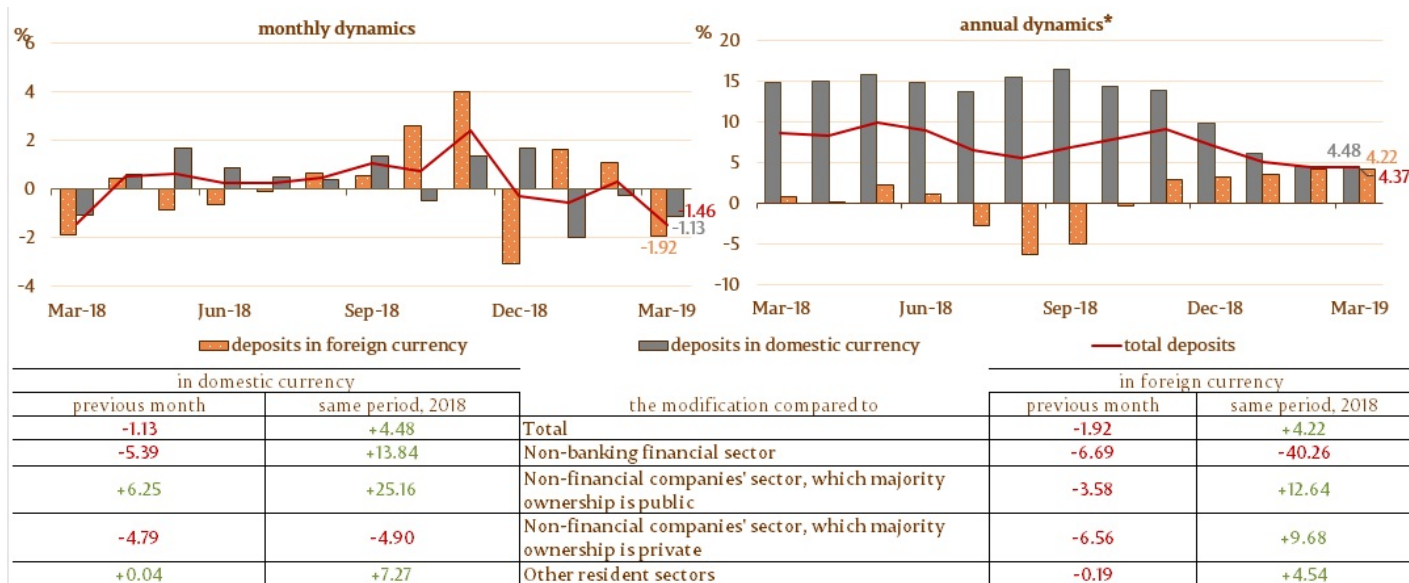 monthly dynamics
%
6
4
2
0
-2
-4
-1.46
-1.13
-1.92
Mar-18 Jun-18 Sep-18 Dec-18 Mar-19
annual dynamics*
%
20
15
10
5
0
-5
-10
4.48
4.22
4.37
Mar-18 Jun-18 Sep-18 Dec-18 Mar-19
deposits in foreign currency deposits in domestic currency total deposits
in domestic currency in foreign currency
previous month same period, 2018 the modification compared to previous month same period, 2018
-1.13 +4.48 Total -1.92 +4.22
-5.39 +13.84 Non-banking financial sector -6.69 -40.26
+6.25 +25.16 Non-financial companies' sector, which majority
ownership is public -3.58 +12.64
-4.79 -4.90 Non-financial companies' sector, which majority
ownership is private -6.56 +9.68
+0.04 +7.27 Other resident sectors -0.19 +4.54